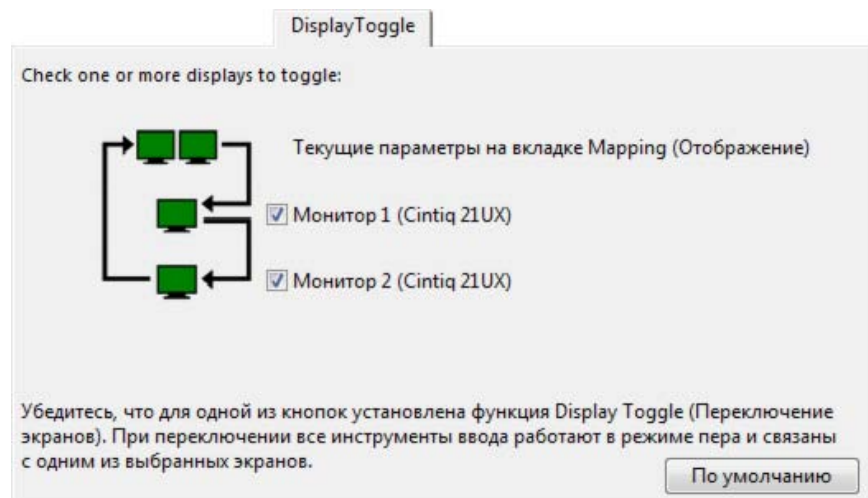 DisplayToggle
Check one or more displays to toggle:
Текущие параметры на вкладке Mapping (Отображение)
Монитор 1 (Cintiq 21UX)
Монитор 2 (Cintiq 21UX)
Убедитесь, что для одной из кнопок установлена функция Display Toggle (Переключение
экранов). При переключении все инструменты ввода работают в режиме пера и связаны
с одним из выбранных экранов.
По умолчанию